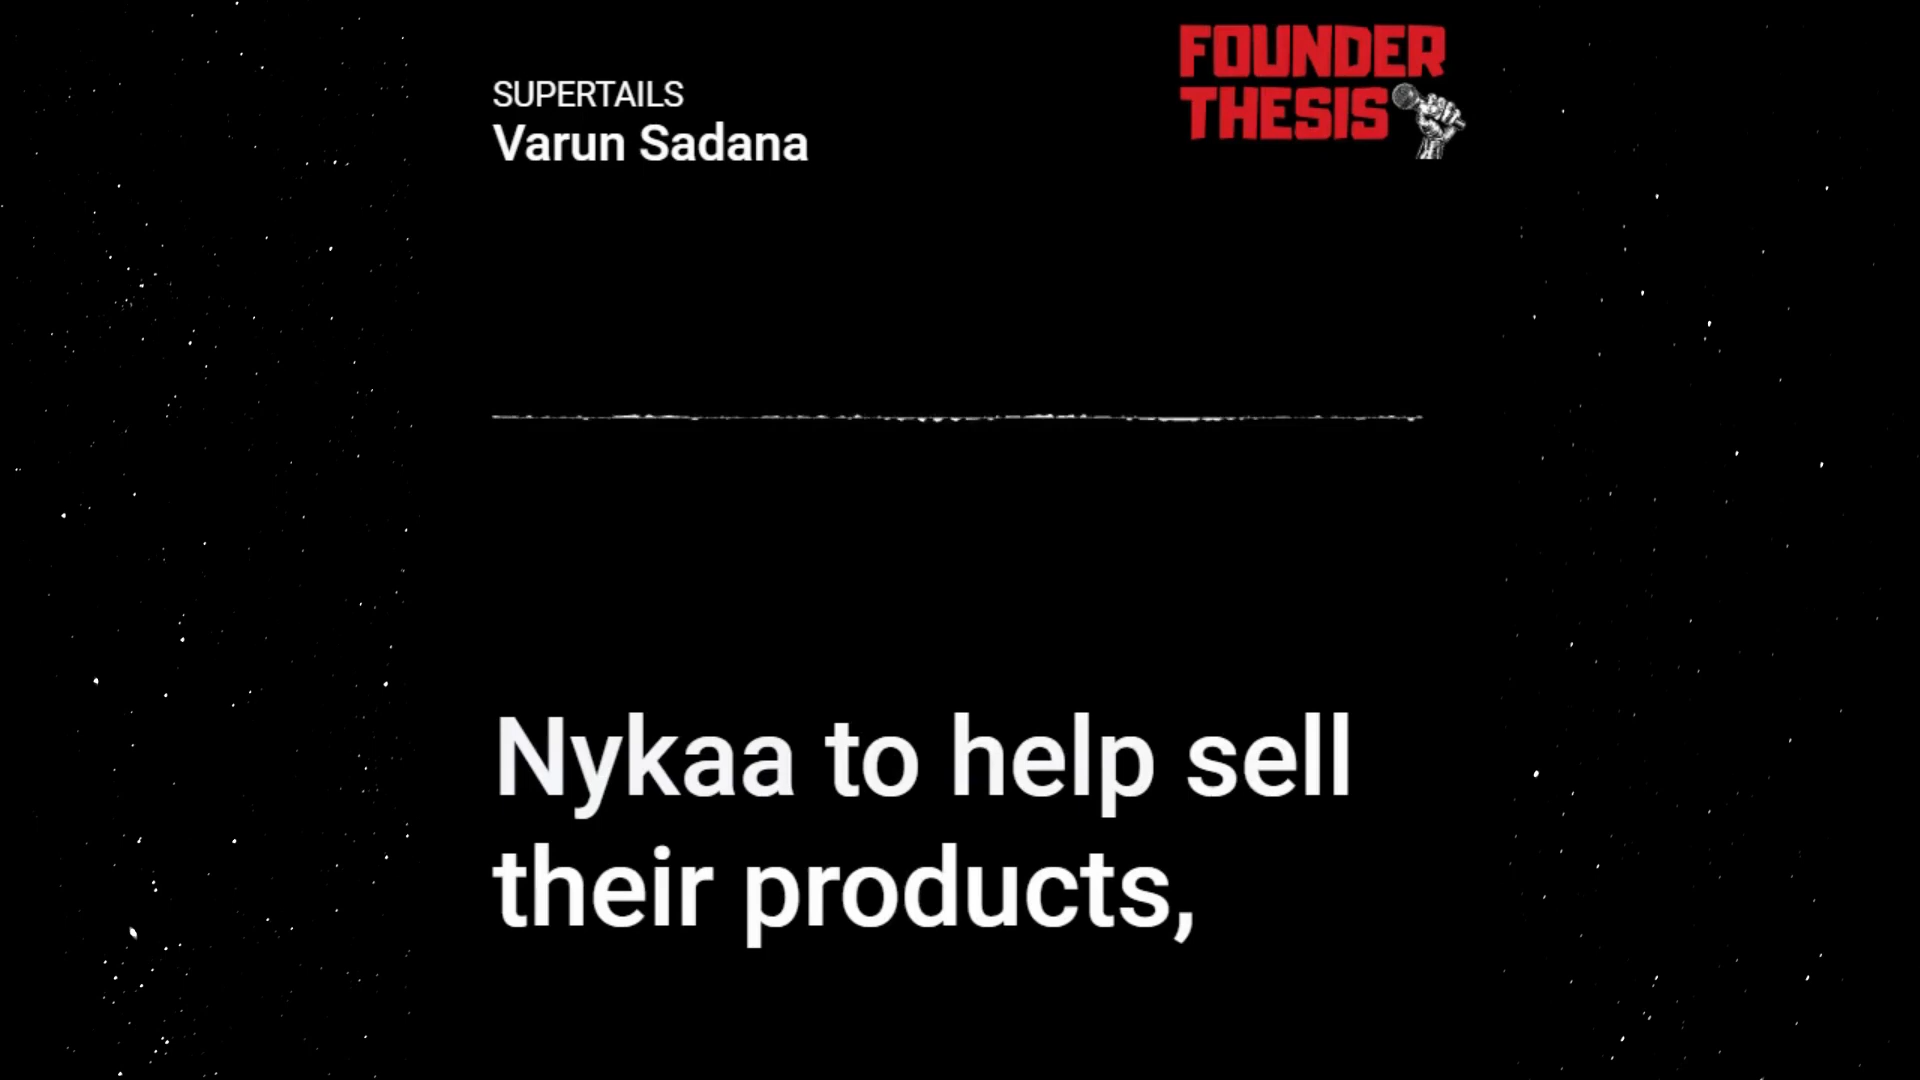 SUPERTAILS
Varun Sadana
FOUNDER
THESIS
Nykaa to help sell
their products,